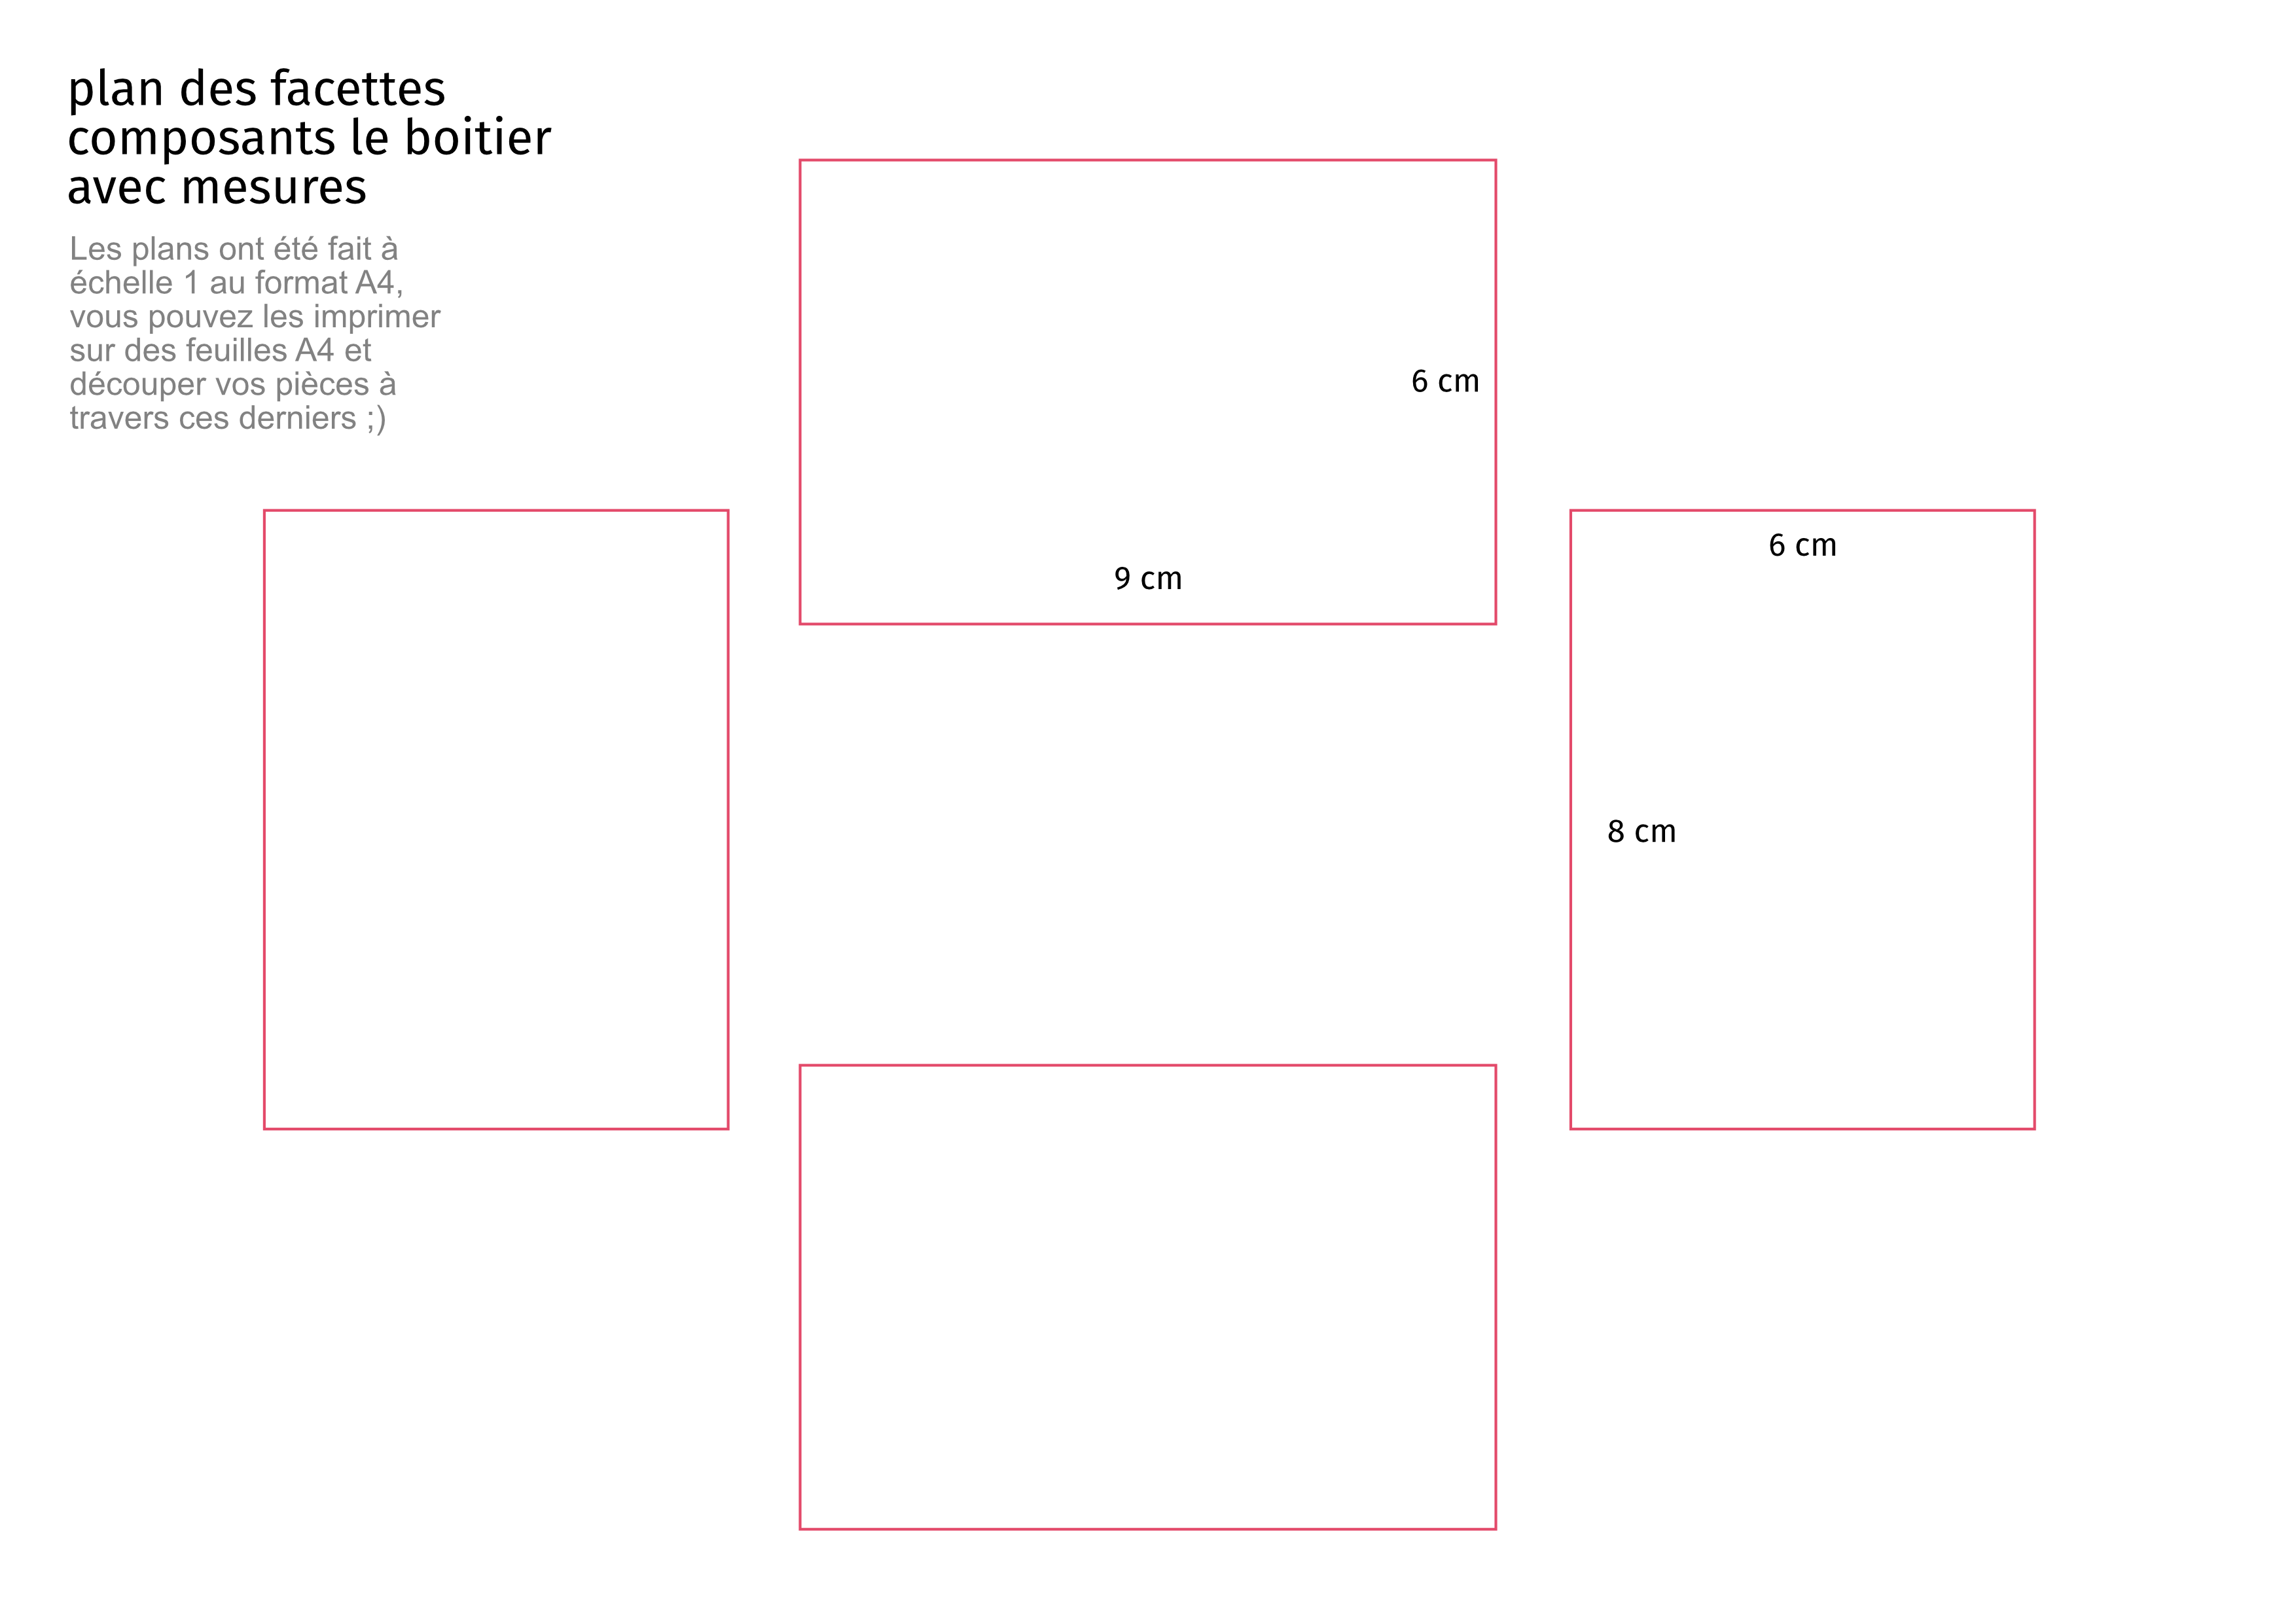 plan des facettes
composants le boitier
avec mesures
Les plans ont été fait à
échelle 1 au format A4,
vous pouvez les imprimer
sur des feuilles A4 et
découper vos pièces à
travers ces derniers ;)
6 cm
9 cm
6 cm
8 cm